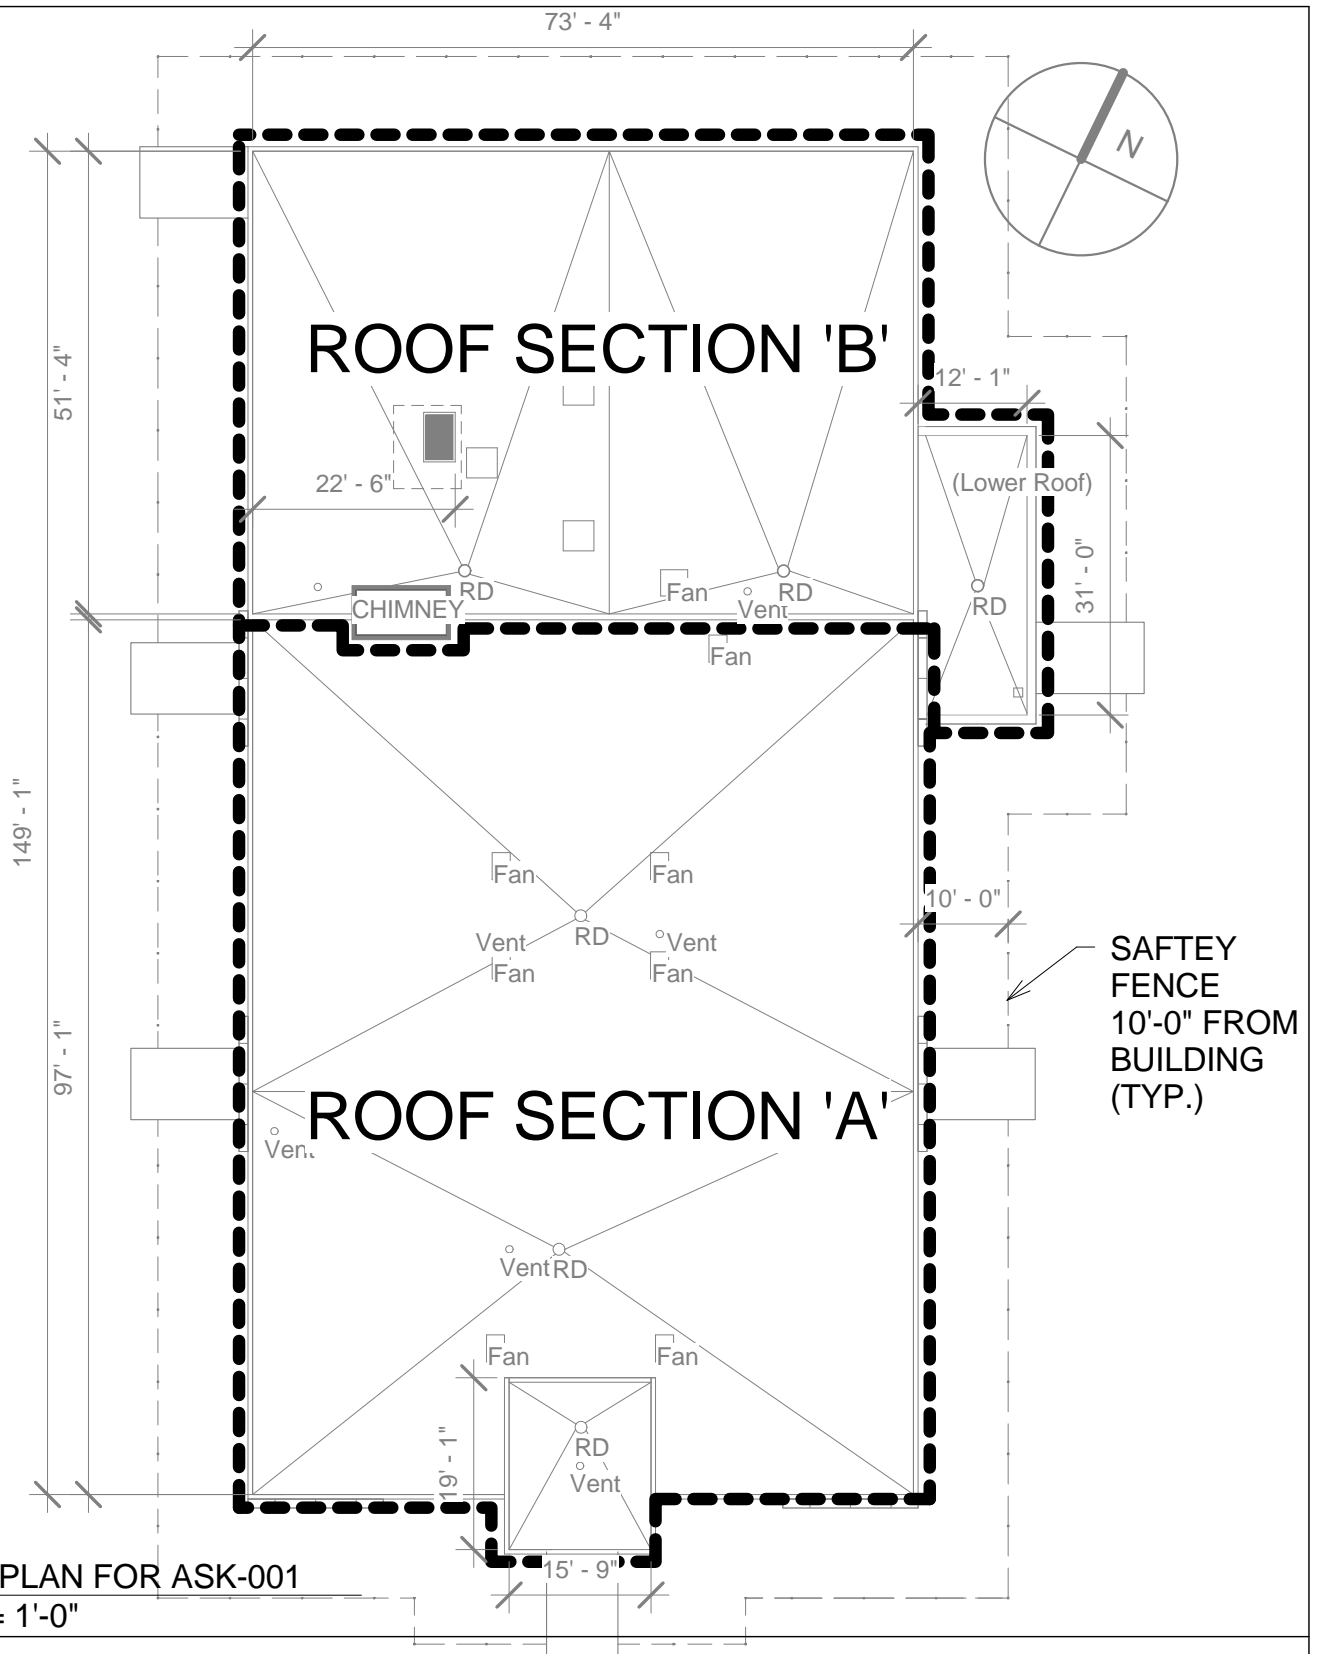 73' - 4"
N
ROOF SECTION 'B'
51' - 4"
12' - 1"
22' - 6"
(Lower Roof)
31' - 0"
RD
Fan
RD
RD
CHIMNEY
Vent
Fan
149' - 1"
Fan
Fan
10' - 0"
RD
Vent
Vent
Fan
Fan
SAFTEY
FENCE
10'-0" FROM
BUILDING
(TYP.)
97' - 1"
ROOF SECTION 'A'
Vent
Vent
RD
Fan
Fan
19' - 1"
RD
Vent
15' - 9"
PLAN FOR ASK-001
= 1'-0"